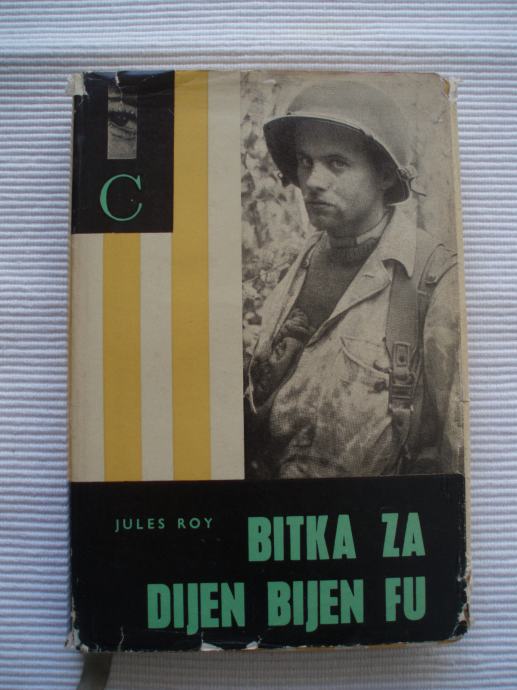 C
JULES ROY
BITKA ZA
DIJEN BIJEN FU